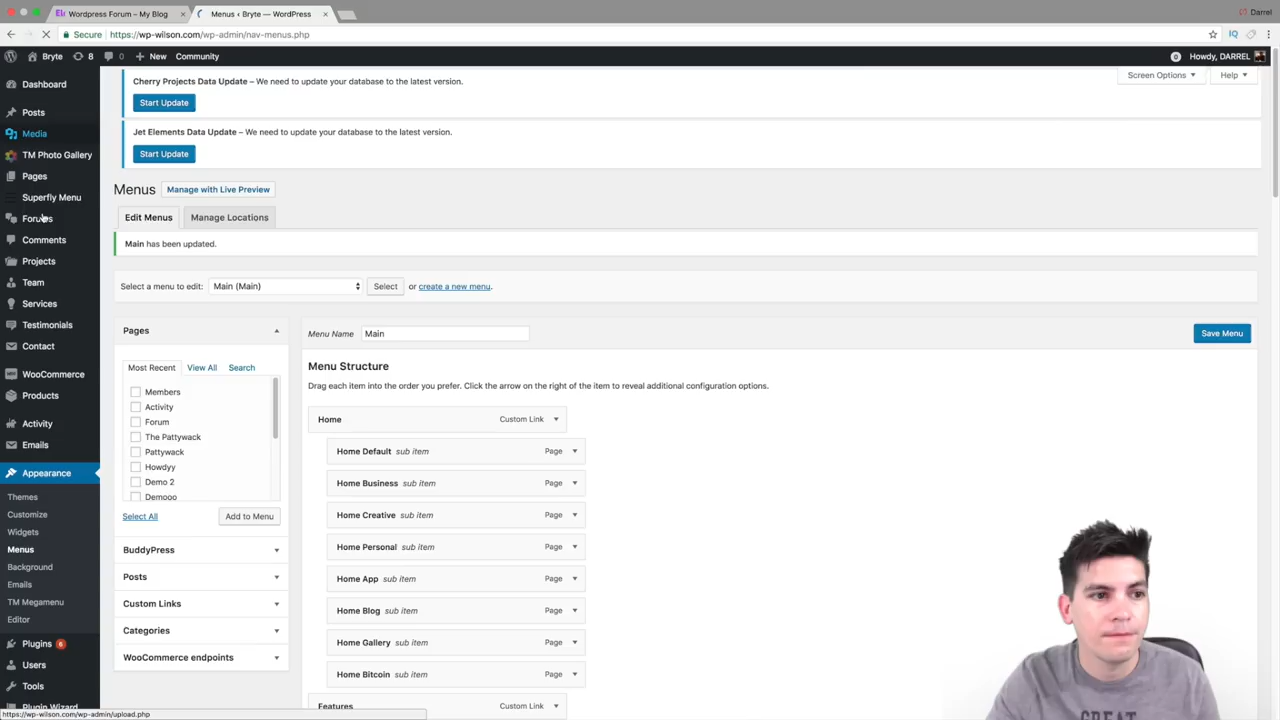 Wordpress Forum – My Blog × Menus ‹ Bryte — WordPress × Darrel
Secure https://wp-wilson.com/wp-admin/nav-menus.php
Bryte 8 0 New Community Howdy, DARREL
Dashboard
Posts
Media
TM Photo Gallery
Pages
Superfly Menu
Forums
Comments
Projects
Team
Services
Testimonials
Contact
WooCommerce
Products
Activity
Emails
Appearance
Themes
Customize
Widgets
Menus
Background
Emails
TM Megamenu
Editor
Plugins 6
Users
Tools
Plugin Wizard
https://wp-wilson.com/wp-admin/upload.php
Cherry Projects Data Update – We need to update your database to the latest version.
Start Update
Jet Elements Data Update – We need to update your database to the latest version.
Start Update
Screen Options Help
Menus Manage with Live Preview
Edit Menus Manage Locations
Main has been updated.
Select a menu to edit: Main (Main) Select or create a new menu.
Pages
Most Recent View All Search
Members
Activity
Forum
The Pattywack
Pattywack
Howdyy
Demo 2
Demooo
Select All Add to Menu
BuddyPress
Posts
Custom Links
Categories
WooCommerce endpoints
Menu Name Main Save Menu
Menu Structure
Drag each item into the order you prefer. Click the arrow on the right of the item to reveal additional configuration options.
Home Custom Link
Home Default sub item Page
Home Business sub item Page
Home Creative sub item Page
Home Personal sub item Page
Home App sub item Page
Home Blog sub item Page
Home Gallery sub item Page
Home Bitcoin sub item Page
Features Custom Link
GREAT